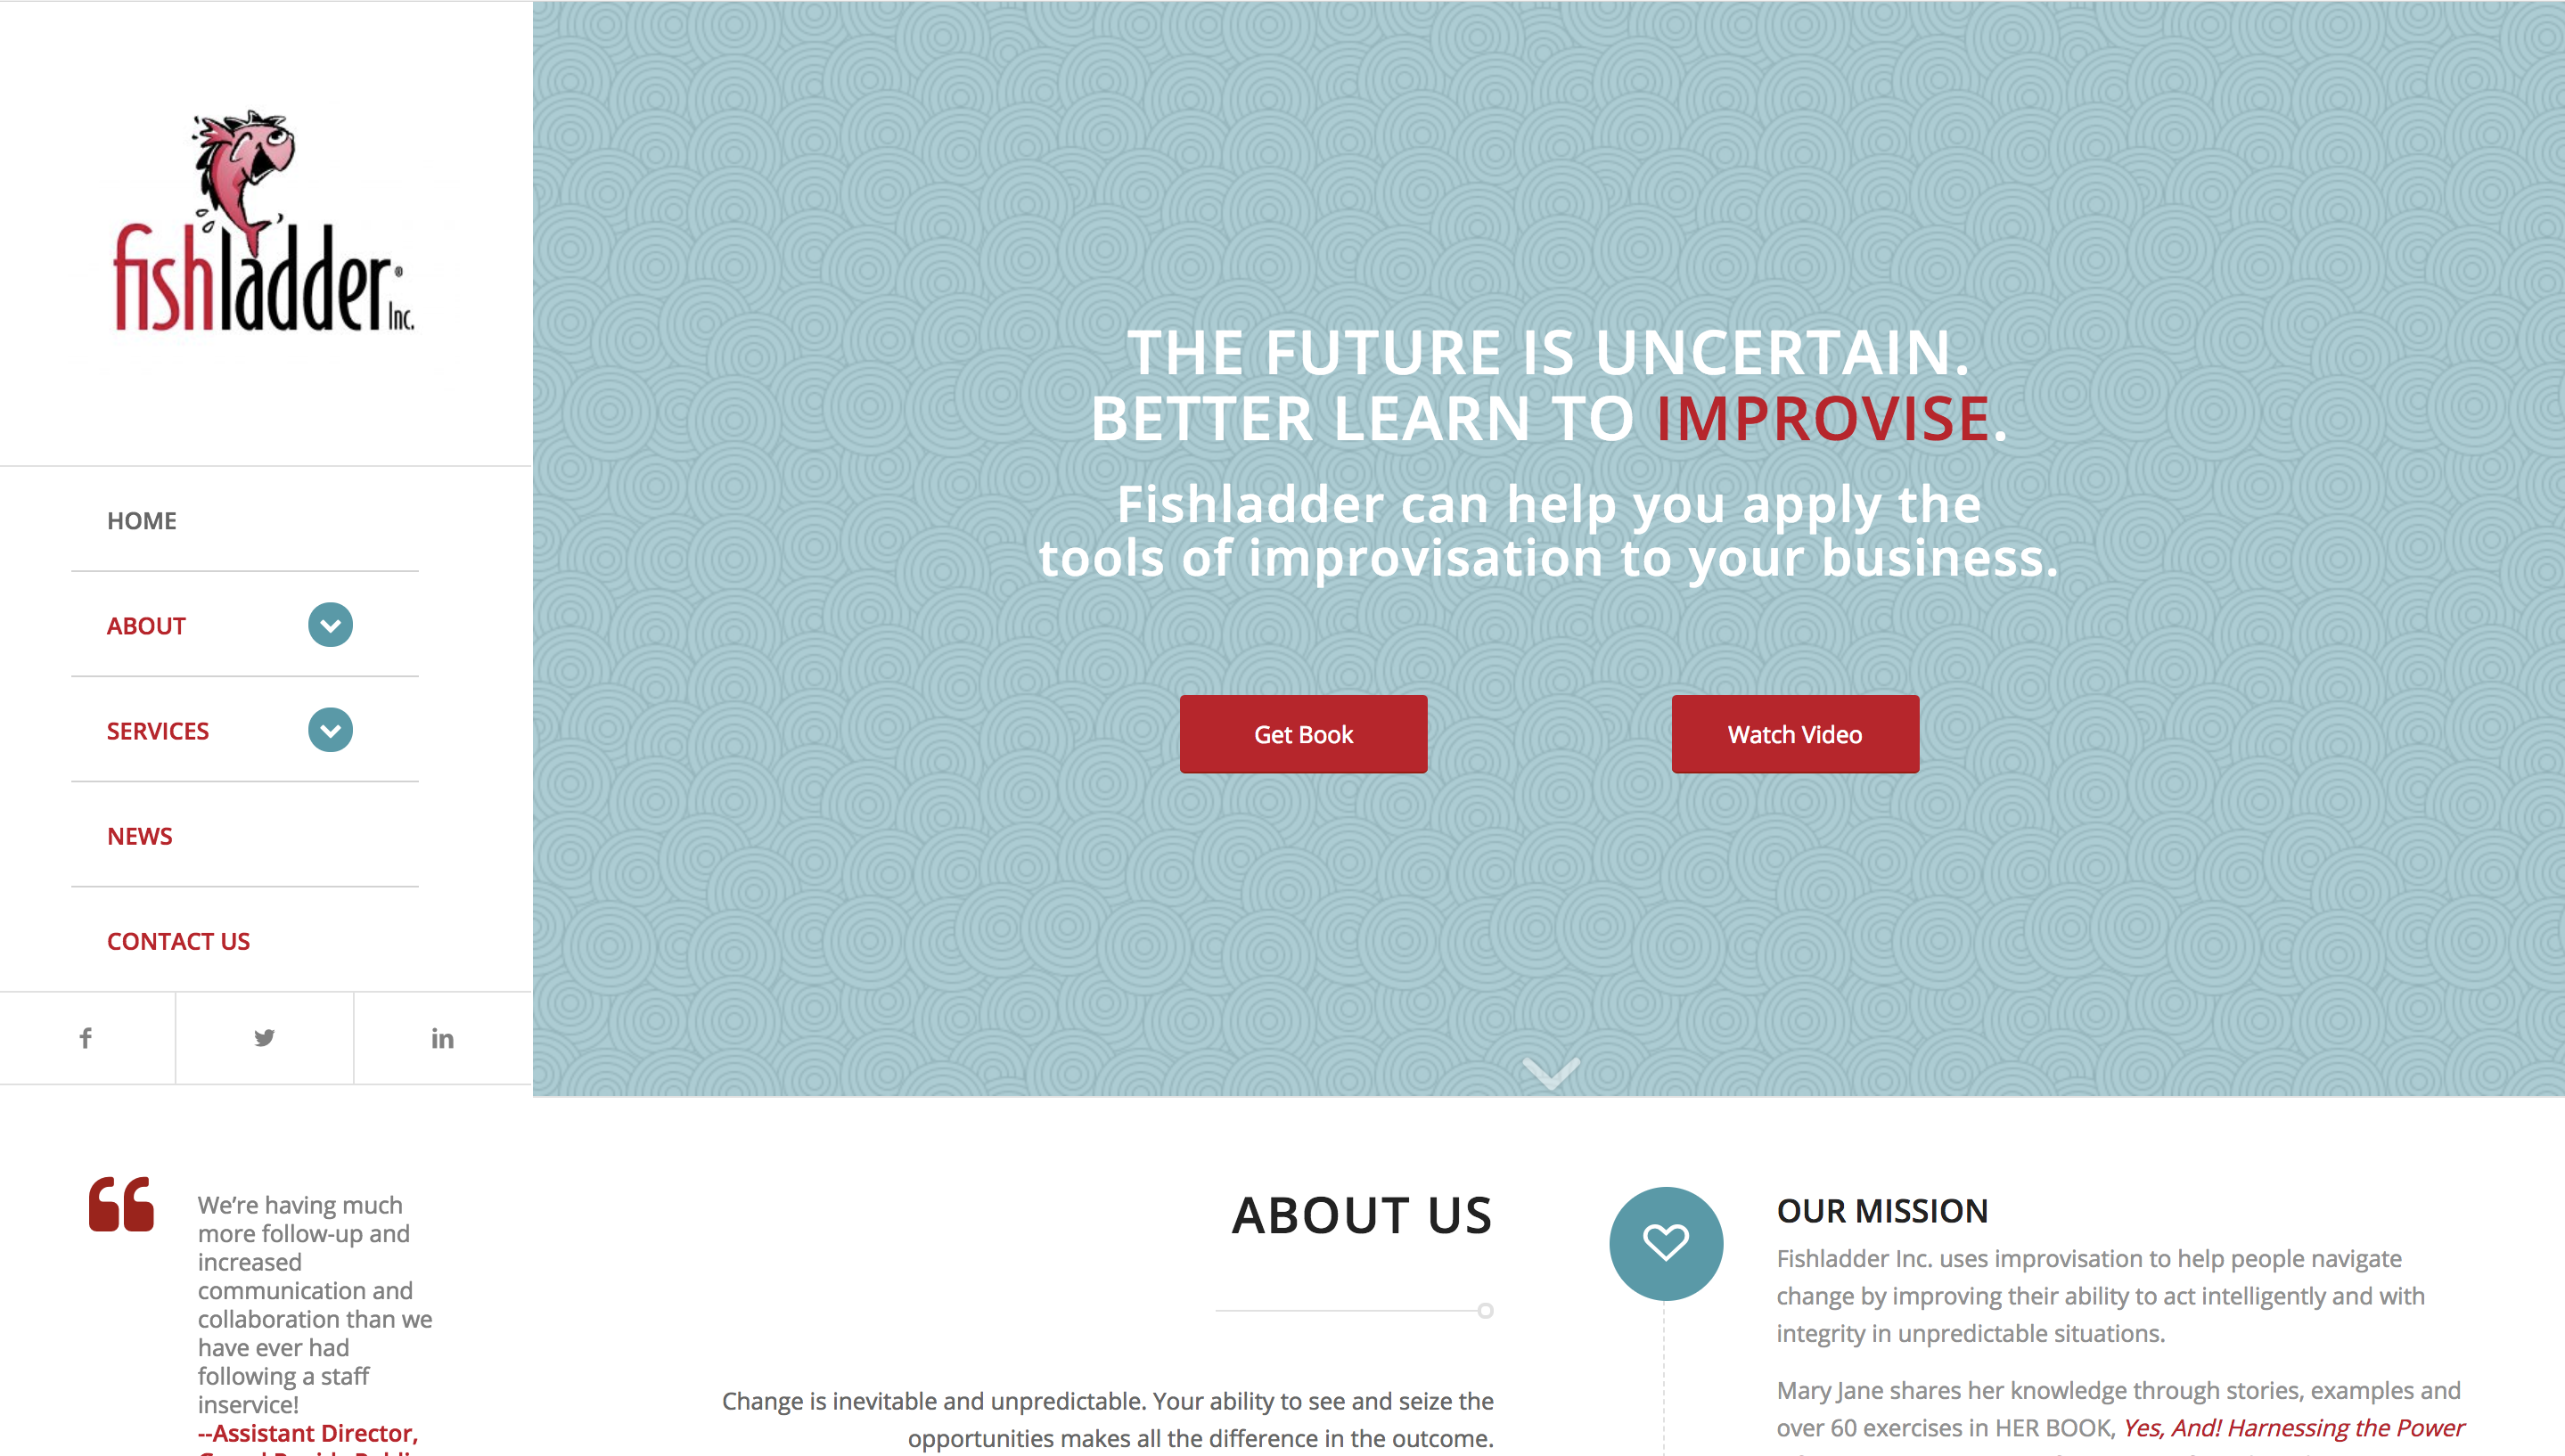 fishladder® Inc.
HOME
ABOUT
SERVICES
NEWS
CONTACT US
We’re having much
more follow-up and
increased
communication and
collaboration than we
have ever had
following a staff
inservice!
--Assistant Director,
THE FUTURE IS UNCERTAIN.
BETTER LEARN TO IMPROVISE.
Fishladder can help you apply the
tools of improvisation to your business.
Get Book
Watch Video
ABOUT US
Change is inevitable and unpredictable. Your ability to see and seize the
opportunities makes all the difference in the outcome.
OUR MISSION
Fishladder Inc. uses improvisation to help people navigate
change by improving their ability to act intelligently and with
integrity in unpredictable situations.
Mary Jane shares her knowledge through stories, examples and
over 60 exercises in HER BOOK, Yes, And! Harnessing the Power